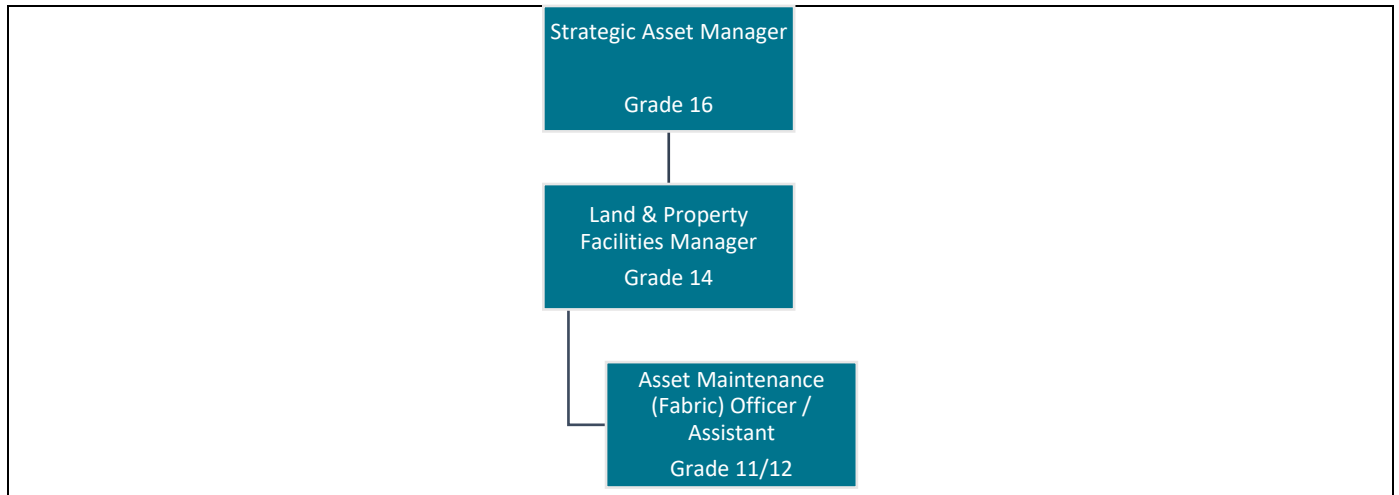 Strategic Asset Manager
Grade 16
Land & Property
Facilities Manager
Grade 14
Asset Maintenance
(Fabric) Officer /
Assistant
Grade 11/12